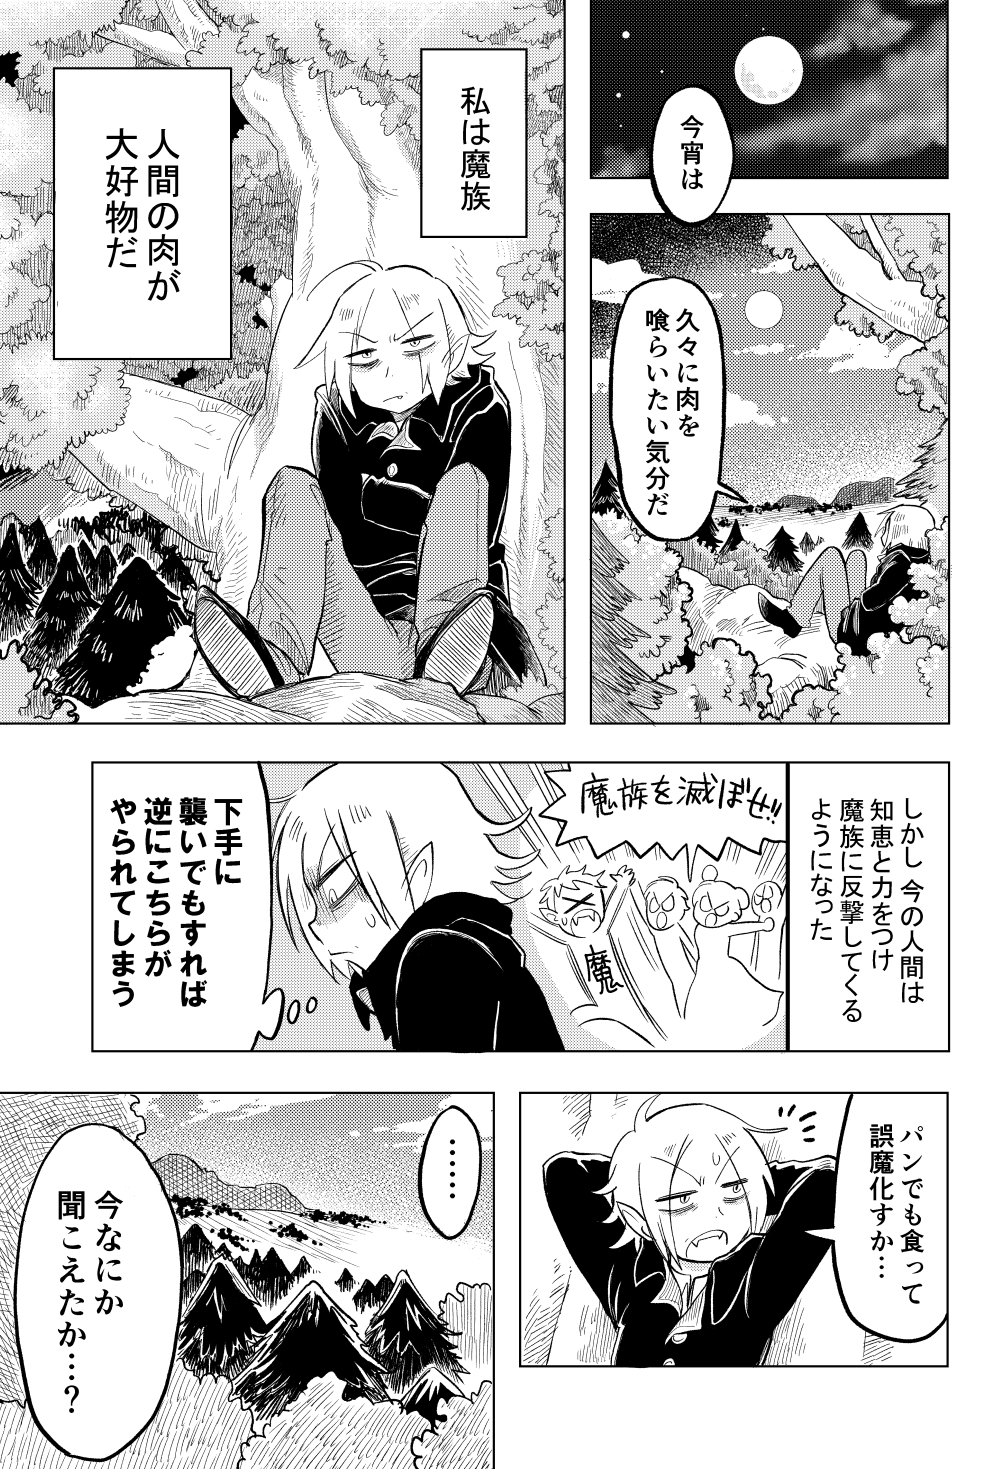 今宵は
久々に肉を
喰らいたい気分だ
私は魔族
人間の肉が
大好物だ
しかし 今の人間は
知恵と力をつけ
魔族に反撃してくる
ようになった
魔族を滅ぼせ!!
魔
下手に
襲いでもすれば
逆にこちらが
やられてしまう
パンでも食って
誤魔化すか…
……
今なにか
聞こえたか…?